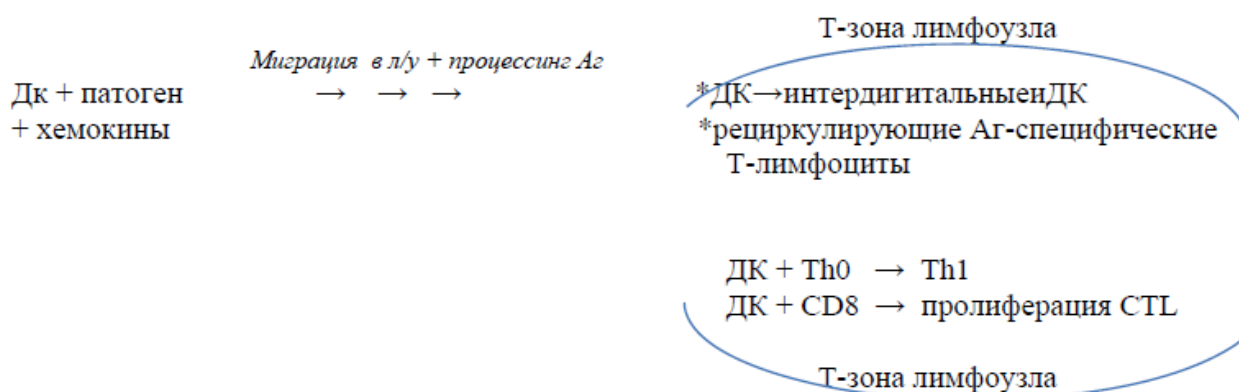 Т-зона лимфоузла
Миграция в л/у + процессинг Аг
Дк + патоген → → → *ДК→интердигитальныеиДК
+ хемокины *рециркулирующие Аг-специфические
Т-лимфоциты
ДК + Th0 → Th1
ДК + CD8 → пролиферация CTL
Т-зона лимфоузла